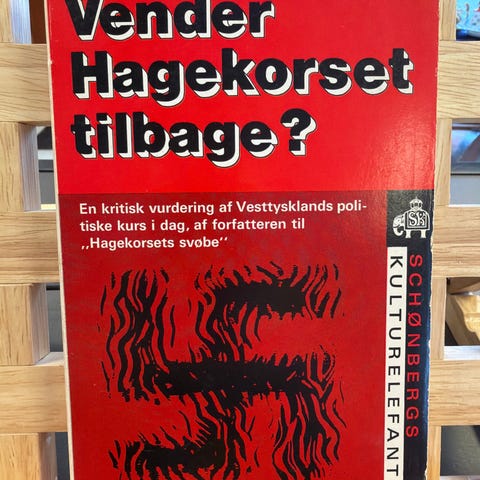 Vender
Hagekorset
tilbage?
En kritisk vurdering af Vesttysklands poli-
tiske kurs i dag, af forfatteren til
,,Hagekorsets svøbe‘‘
SK
SCHØNBERGS
KULTURELEFANT